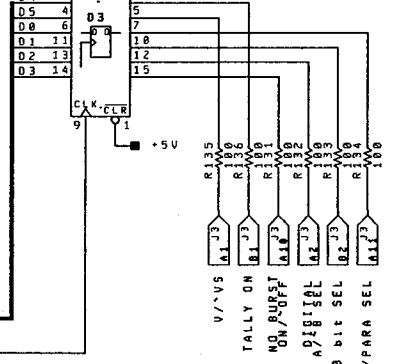 D5 4
D0 6
D1 11
D2 13
D3 14
D3
D
5
7
10
12
15
CLK CLR
9
1
+5V
R135 100
R136 100
R131 100
R132 100
R133 100
R134 100
J3 A1
J3 B1
J3 A10
J3 A2
J3 B2
J3 A11
V/~VS
TALLY ON
NO BURST
ON/~OFF
DIGITAL
A/~B SEL
bit SEL
/PARA SEL